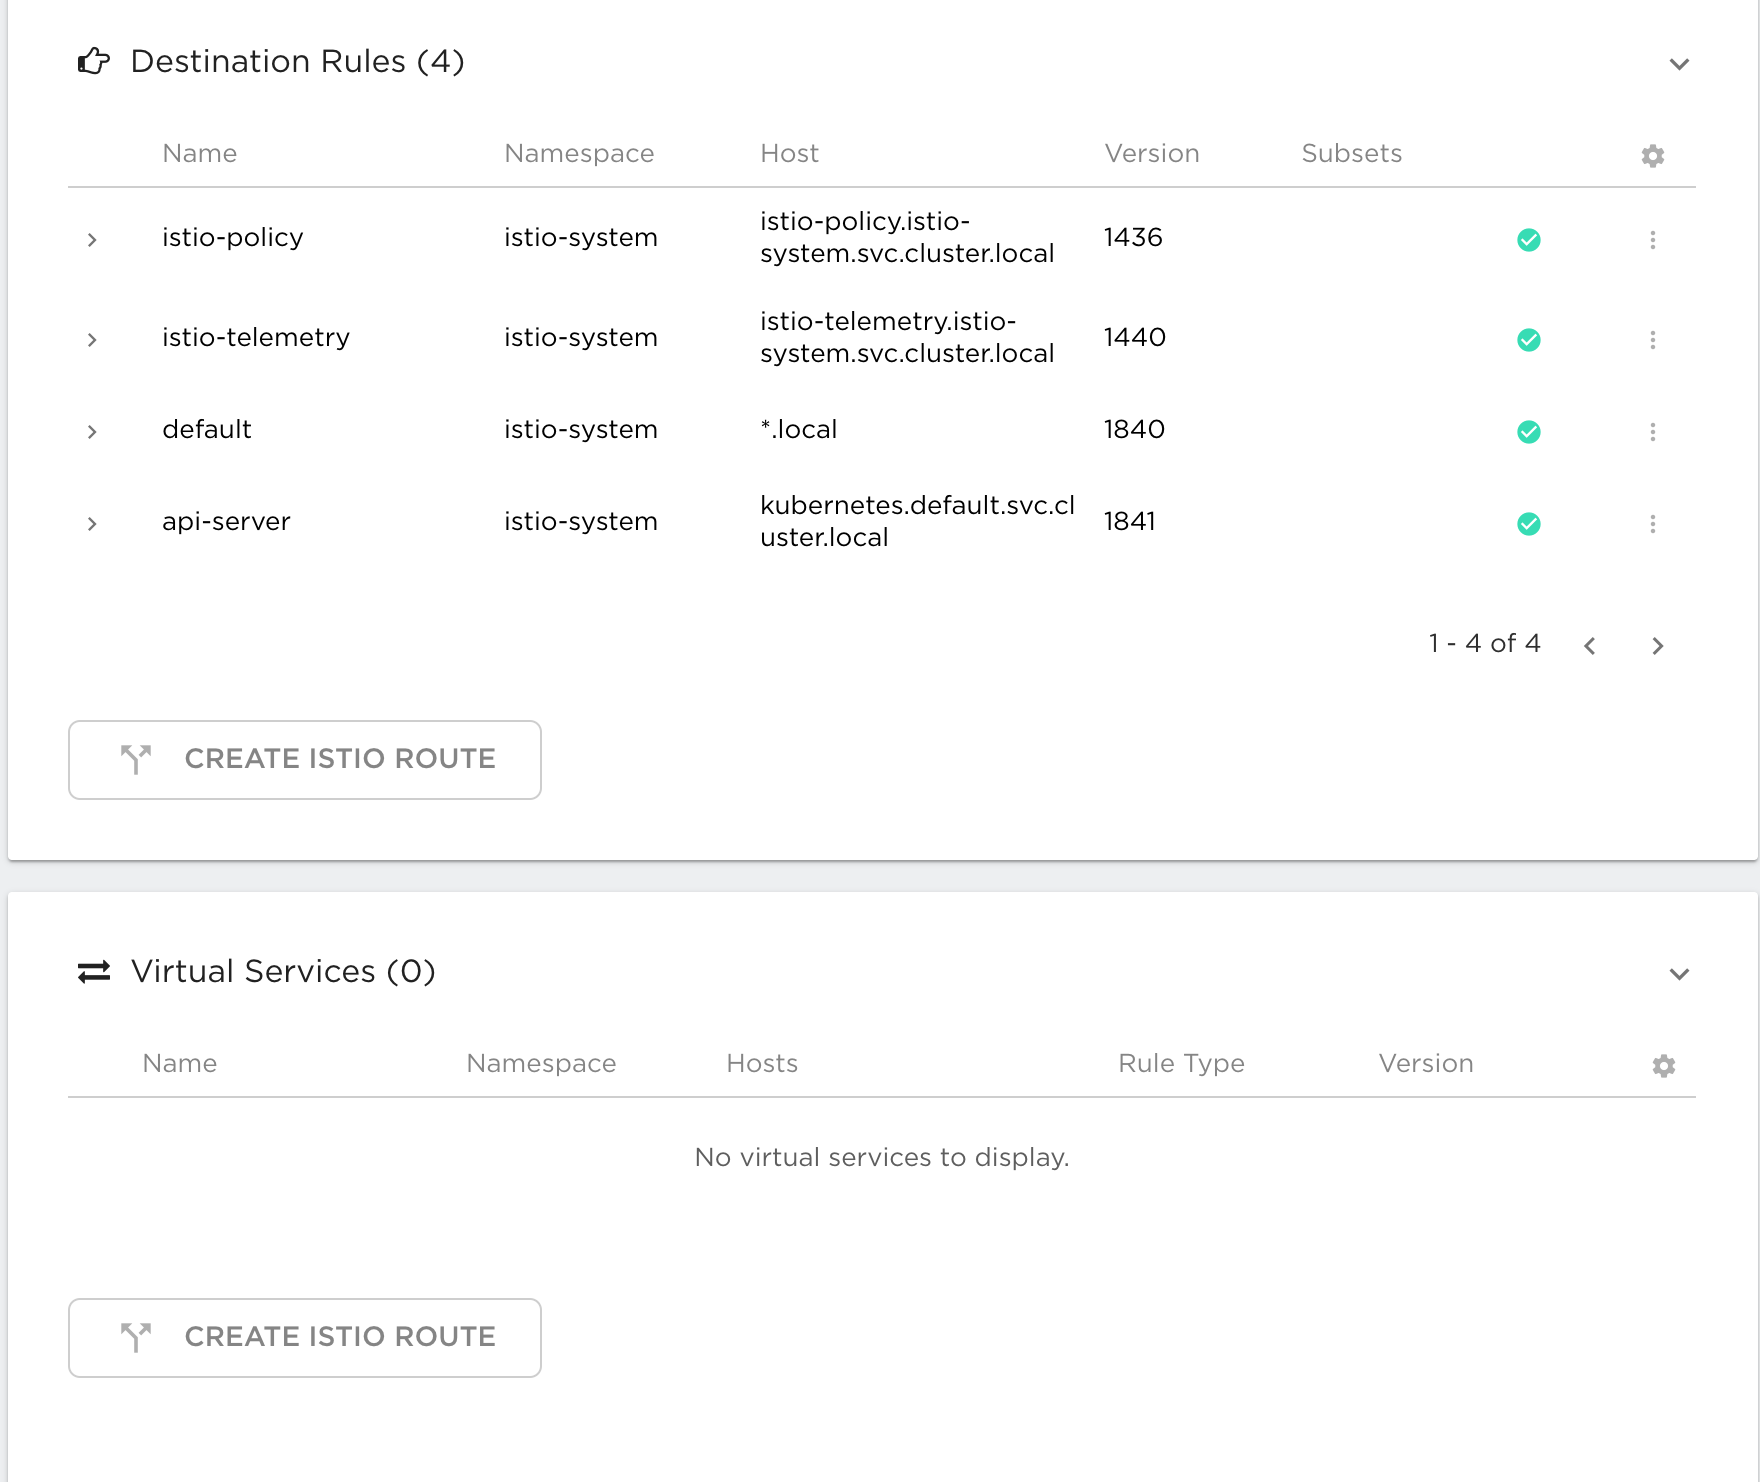 Destination Rules (4)
Name Namespace Host Version Subsets
istio-policy istio-system istio-policy.istio- 1436
system.svc.cluster.local
istio-telemetry istio-system istio-telemetry.istio- 1440
system.svc.cluster.local
default istio-system *.local 1840
api-server istio-system kubernetes.default.svc.cl 1841
uster.local
1 - 4 of 4
CREATE ISTIO ROUTE
Virtual Services (0)
Name Namespace Hosts Rule Type Version
No virtual services to display.
CREATE ISTIO ROUTE